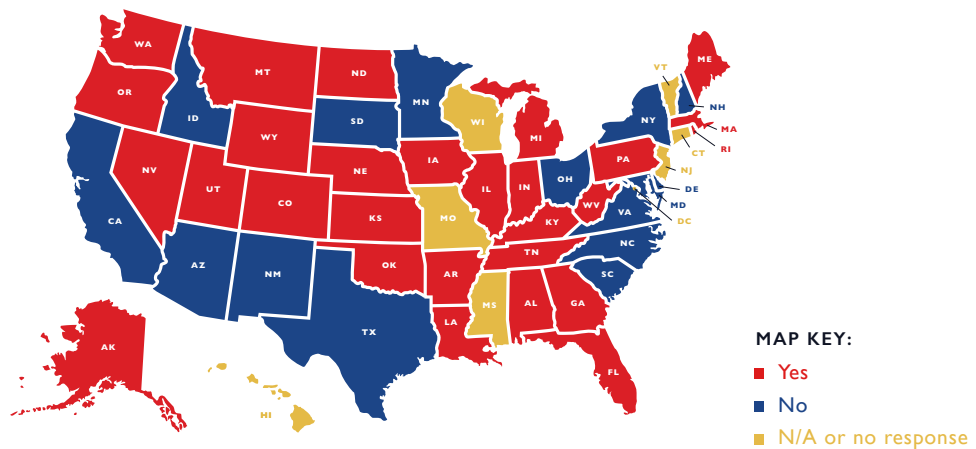 WA
MT
ND
MN
OR
ID
SD
WI
MI
ME
VT
NH
NY
MA
RI
CT
WY
NE
IA
PA
NJ
NV
UT
CO
KS
MO
IL
IN
OH
WV
KY
VA
DE
MD
DC
CA
AZ
NM
OK
AR
TN
NC
SC
TX
LA
MS
AL
GA
FL
AK
HI
MAP KEY:
Yes
No
N/A or no response